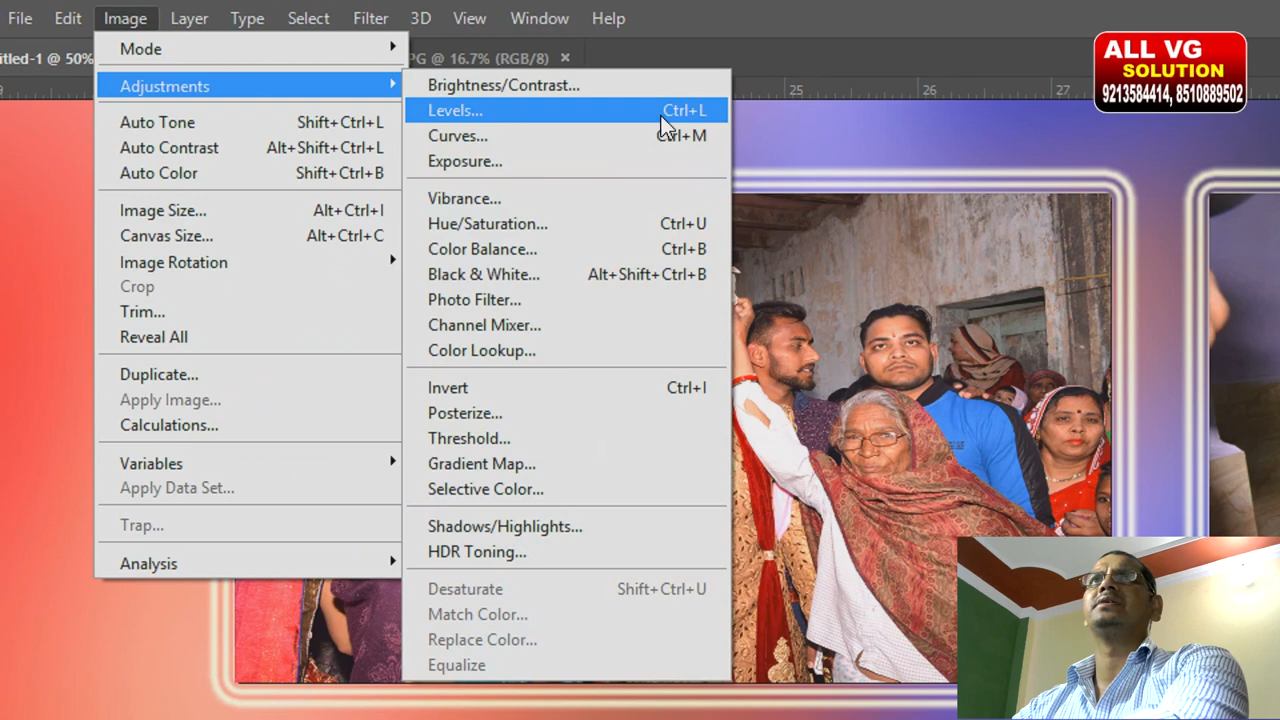 File Edit Image Layer Type Select Filter 3D View Window Help
ALL VG
SOLUTION
9213584414, 8510889502
itled-1 @ 50% PG @ 16.7% (RGB/8) ×
25 26 27
Mode
Adjustments
Auto Tone Shift+Ctrl+L
Auto Contrast Alt+Shift+Ctrl+L
Auto Color Shift+Ctrl+B
Image Size... Alt+Ctrl+I
Canvas Size... Alt+Ctrl+C
Image Rotation
Crop
Trim...
Reveal All
Duplicate...
Apply Image...
Calculations...
Variables
Apply Data Set...
Trap...
Analysis
Brightness/Contrast...
Levels... Ctrl+L
Curves... Ctrl+M
Exposure...
Vibrance...
Hue/Saturation... Ctrl+U
Color Balance... Ctrl+B
Black & White... Alt+Shift+Ctrl+B
Photo Filter...
Channel Mixer...
Color Lookup...
Invert Ctrl+I
Posterize...
Threshold...
Gradient Map...
Selective Color...
Shadows/Highlights...
HDR Toning...
Desaturate Shift+Ctrl+U
Match Color...
Replace Color...
Equalize